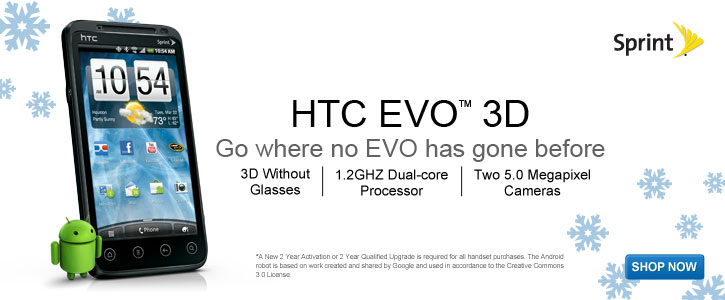 hTC
Sprint
10:54 AM
10 54
Houston
Tues, Mar 22
Partly Sunny
73°
Phone
Sprint
HTC EVO™ 3D
Go where no EVO has gone before
3D Without
Glasses
1.2GHZ Dual-core
Processor
Two 5.0 Megapixel
Cameras
*A New 2 Year Activation or 2 Year Qualified Upgrade is required for all handset purchases. The Android
robot is based on work created and shared by Google and used in accordance to the Creative Commons
3.0 License.
SHOP NOW